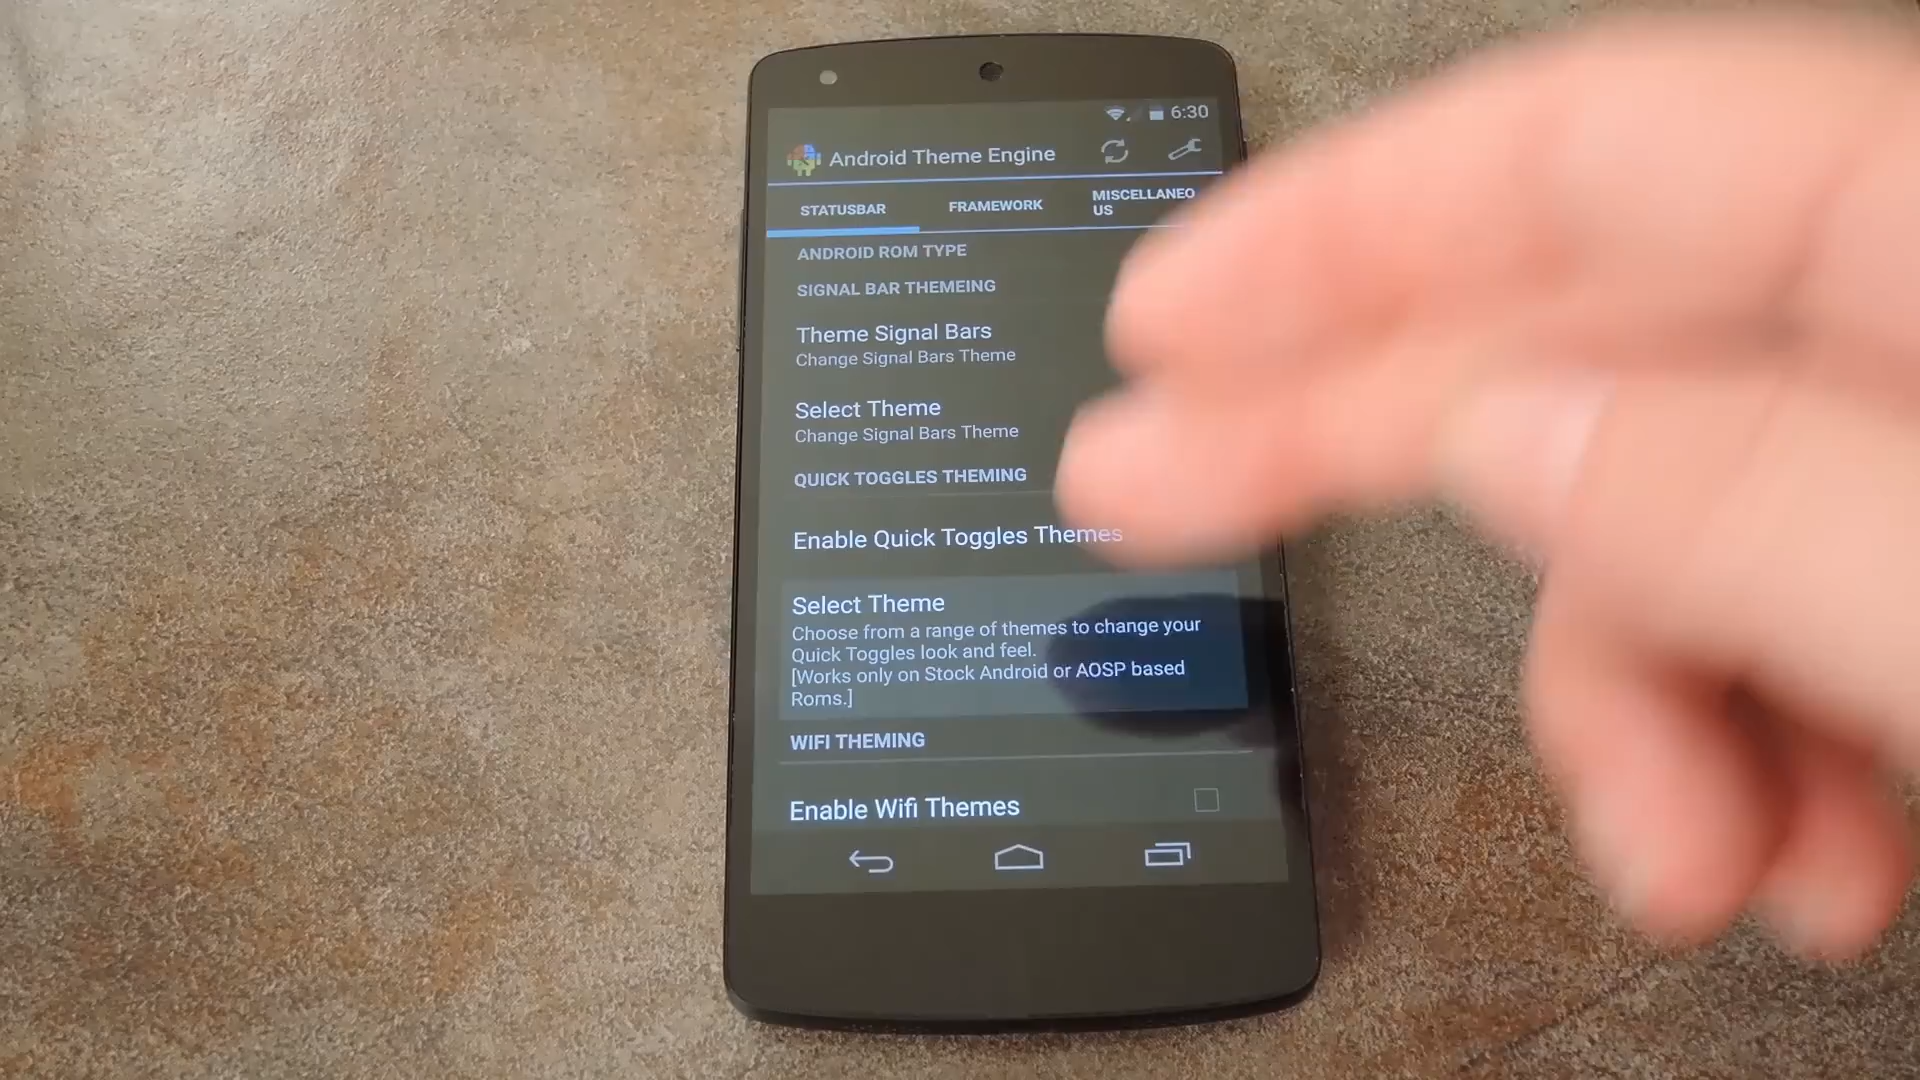 6:30
Android Theme Engine
STATUSBAR
FRAMEWORK
MISCELLANEO
US
ANDROID ROM TYPE
SIGNAL BAR THEMEING
Theme Signal Bars
Change Signal Bars Theme
Select Theme
Change Signal Bars Theme
QUICK TOGGLES THEMING
Enable Quick Toggles Themes
Select Theme
Choose from a range of themes to change your
Quick Toggles look and feel.
[Works only on Stock Android or AOSP based
Roms.]
WIFI THEMING
Enable Wifi Themes